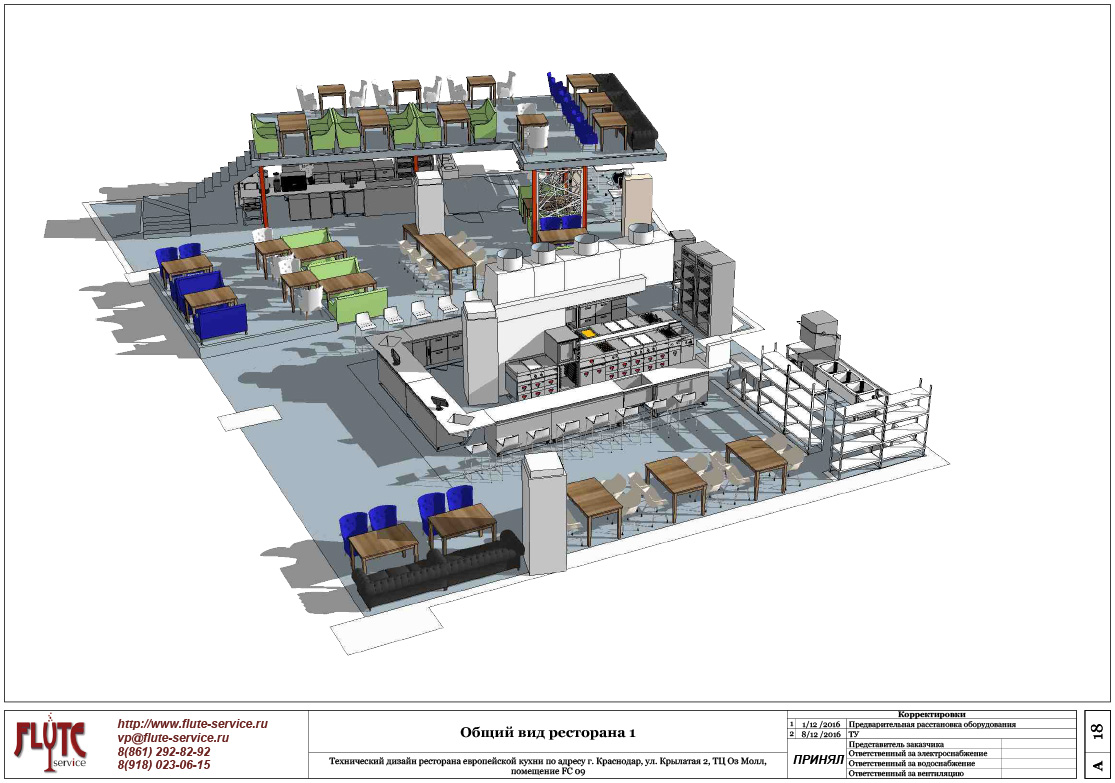 FLUTE
service
http://www.flute-service.ru
vp@flute-service.ru
8(861) 292-82-92
8(918) 023-06-15
Общий вид ресторана 1
Технический дизайн ресторана европейской кухни по адресу г. Краснодар, ул. Крылатая 2, ТЦ Оз Молл,
помещение FC 09
Корректировки
1 1/12 /2016 Предварительная расстановка оборудования
2 8/12 /2016 ТУ
ПРИНЯЛ
Представитель заказчика
Ответственный за электроснабжение
Ответственный за водоснабжение
Ответственный за вентиляцию
18
A